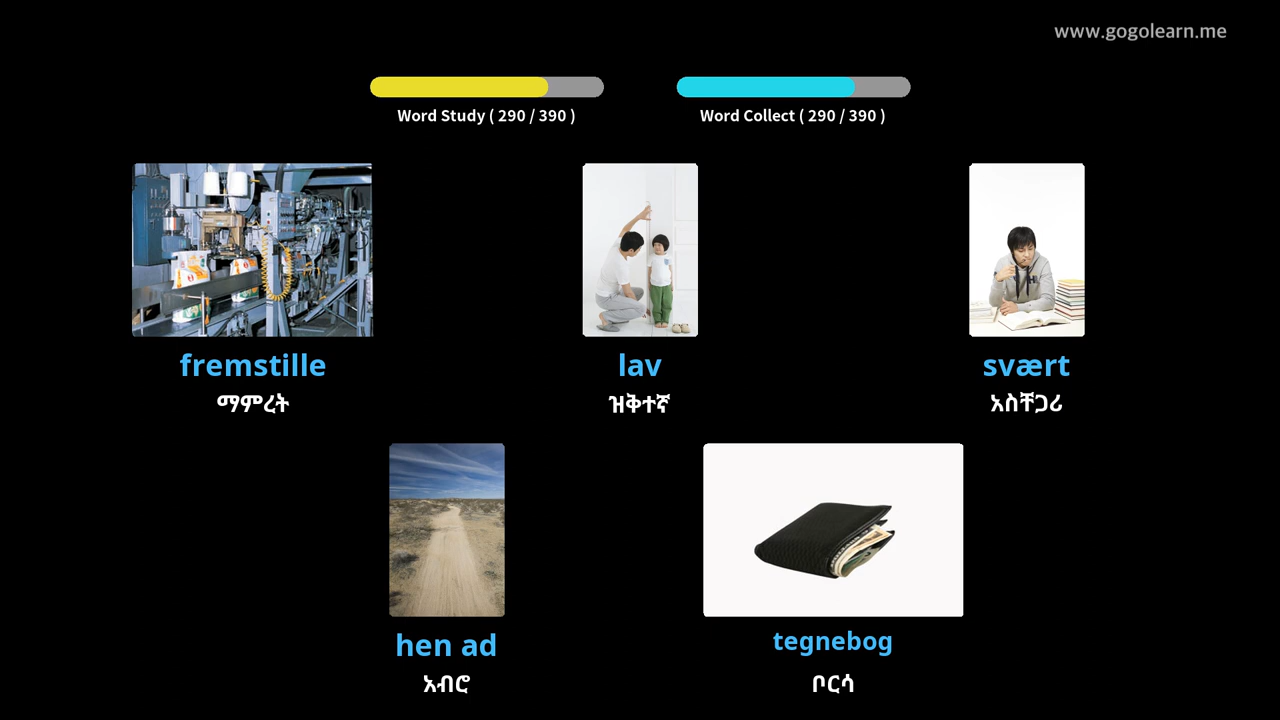 www.gogolearn.me
Word Study ( 290 / 390 )
Word Collect ( 290 / 390 )
fremstille
ማምረት
lav
ዝቅተኛ
svært
አስቸጋሪ
hen ad
አብሮ
tegnebog
ቦርሳ